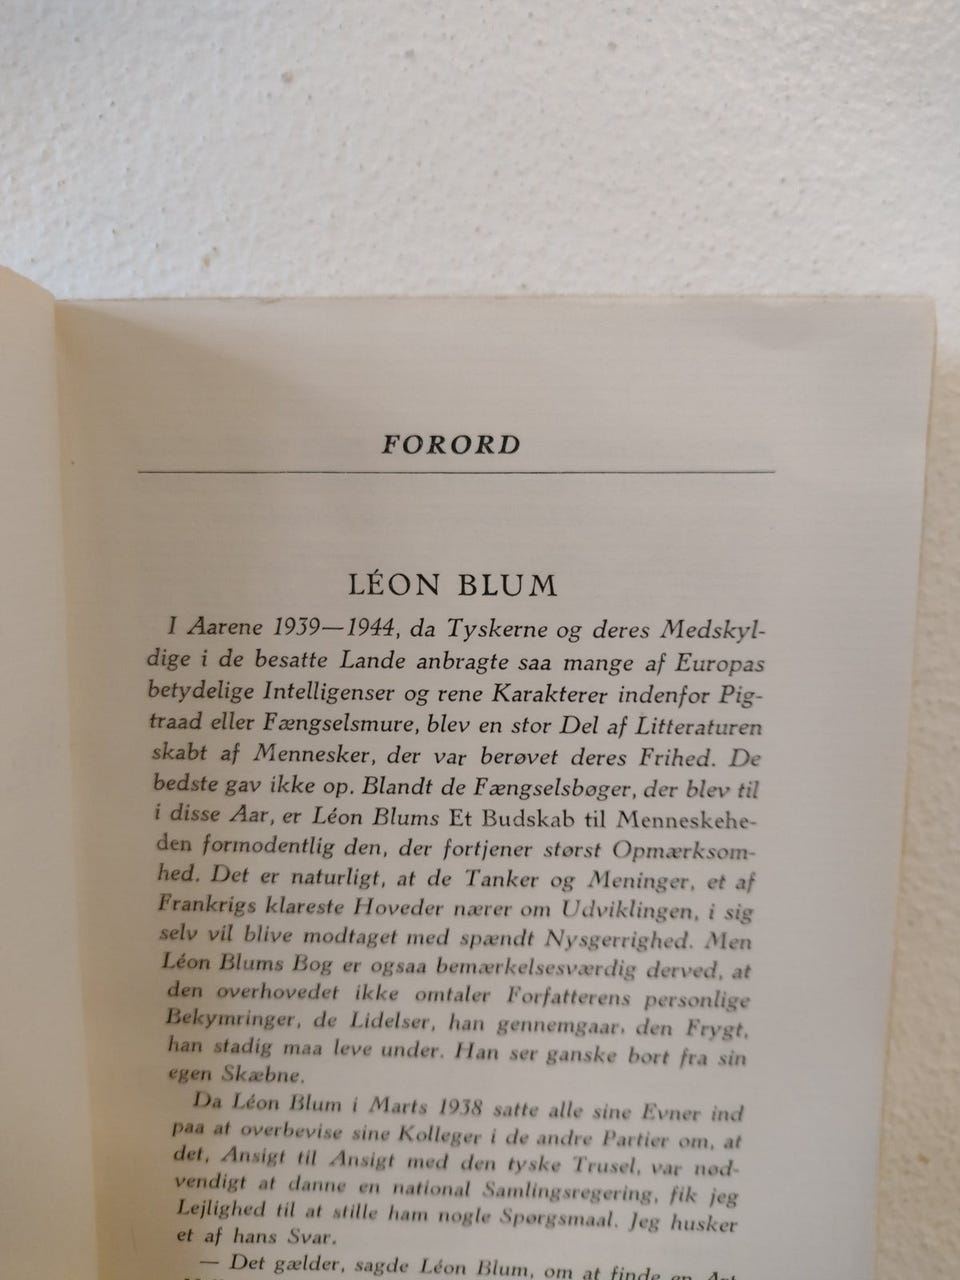 FORORD
LÉON BLUM
I Aarene 1939—1944, da Tyskerne og deres Medskyl-
dige i de besatte Lande anbragte saa mange af Europas
betydelige Intelligenser og rene Karakterer indenfor Pig-
traad eller Fængselsmure, blev en stor Del af Litteraturen
skabt af Mennesker, der var berøvet deres Frihed. De
bedste gav ikke op. Blandt de Fængselsbøger, der blev til
i disse Aar, er Léon Blums Et Budskab til Menneskehe-
den formodentlig den, der fortjener størst Opmærksom-
hed. Det er naturligt, at de Tanker og Meninger, et af
Frankrigs klareste Hoveder nærer om Udviklingen, i sig
selv vil blive modtaget med spændt Nysgerrighed. Men
Léon Blums Bog er ogsaa bemærkelsesværdig derved, at
den overhovedet ikke omtaler Forfatterens personlige
Bekymringer, de Lidelser, han gennemgaar, den Frygt,
han stadig maa leve under. Han ser ganske bort fra sin
egen Skæbne.
Da Léon Blum i Marts 1938 satte alle sine Evner ind
paa at overbevise sine Kolleger i de andre Partier om, at
det, Ansigt til Ansigt med den tyske Trusel, var nød-
vendigt at danne en national Samlingsregering, fik jeg
Lejlighed til at stille ham nogle Spørgsmaal. Jeg husker
et af hans Svar.
— Det gælder, sagde Léon Blum, om at finde en